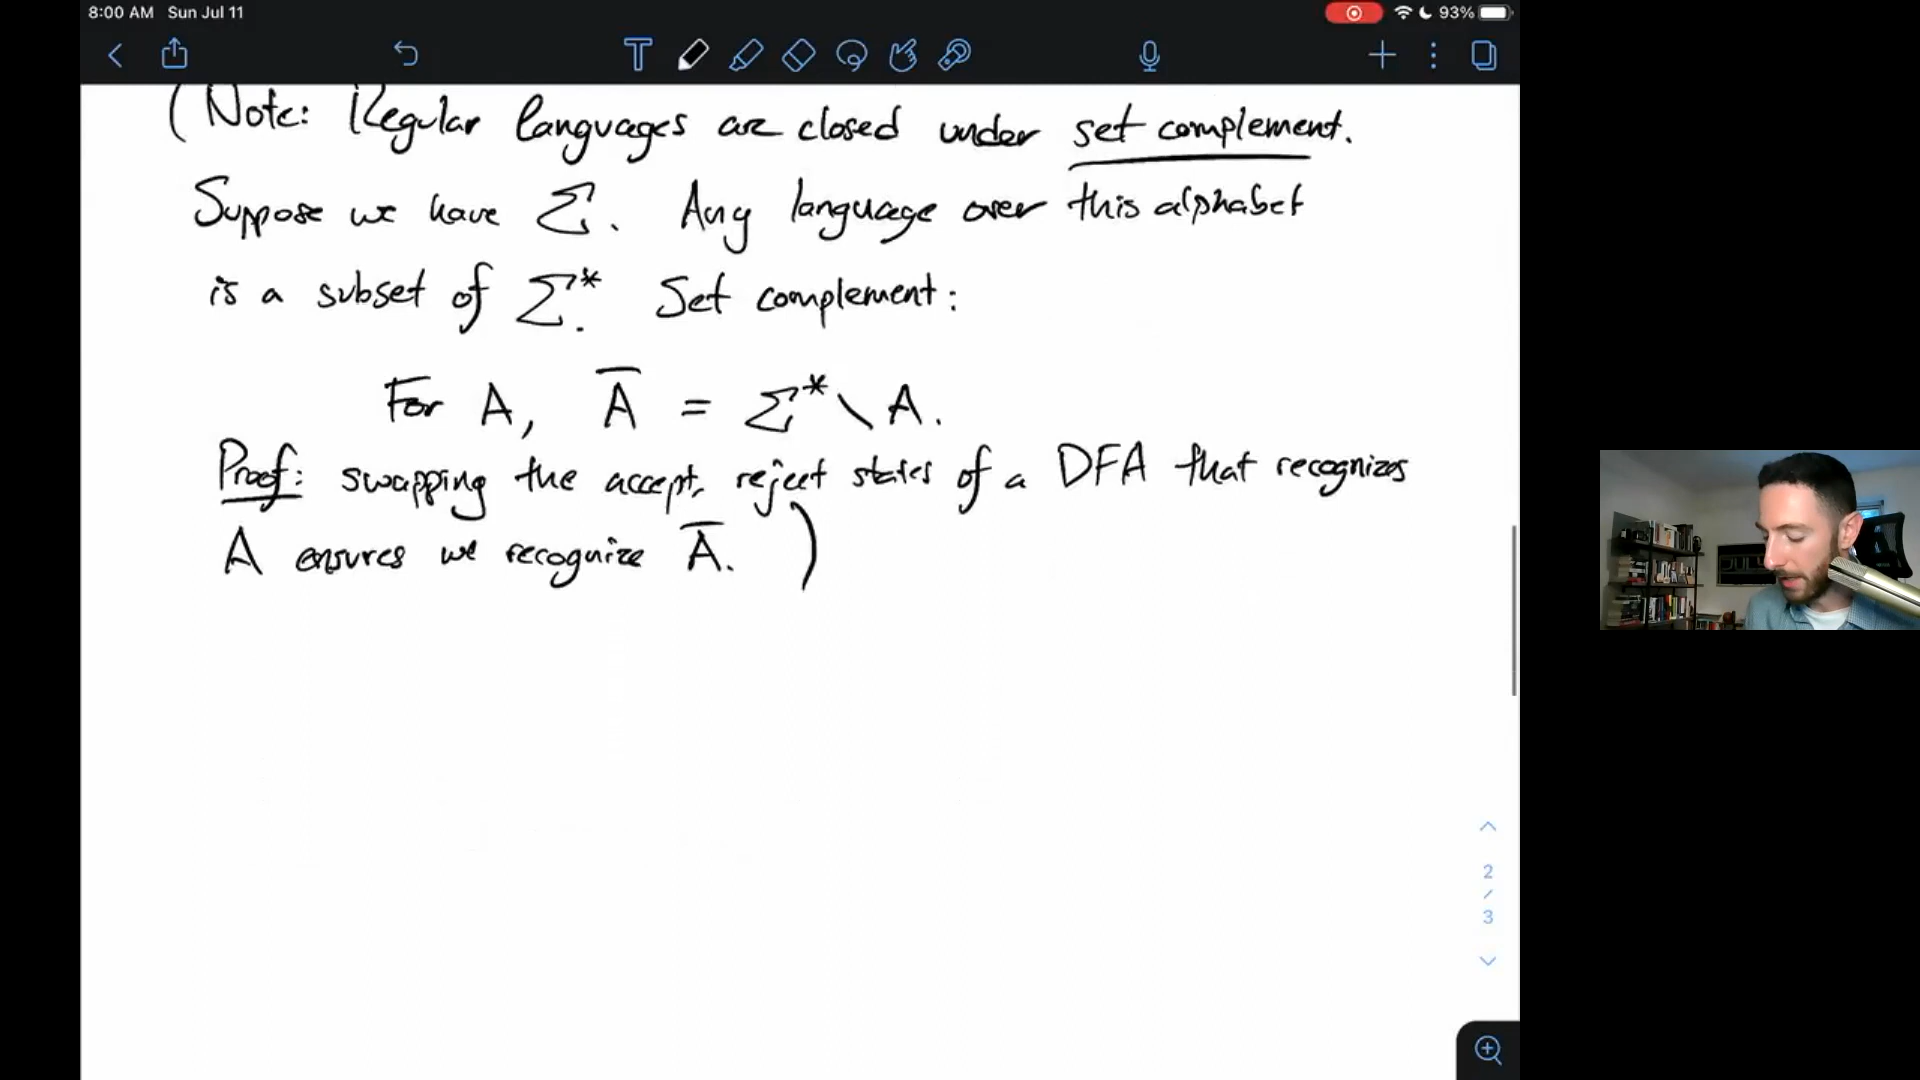 8:00 AM Sun Jul 11
93%
(Note: Regular languages are closed under set complement.
Suppose we have Σ. Any language over this alphabet
is a subset of Σ*. Set complement:
For A, A̅ = Σ* \ A.
Proof: swapping the accept, reject states of a DFA that recognizes
A ensures we recognize A̅. )
2
/
3